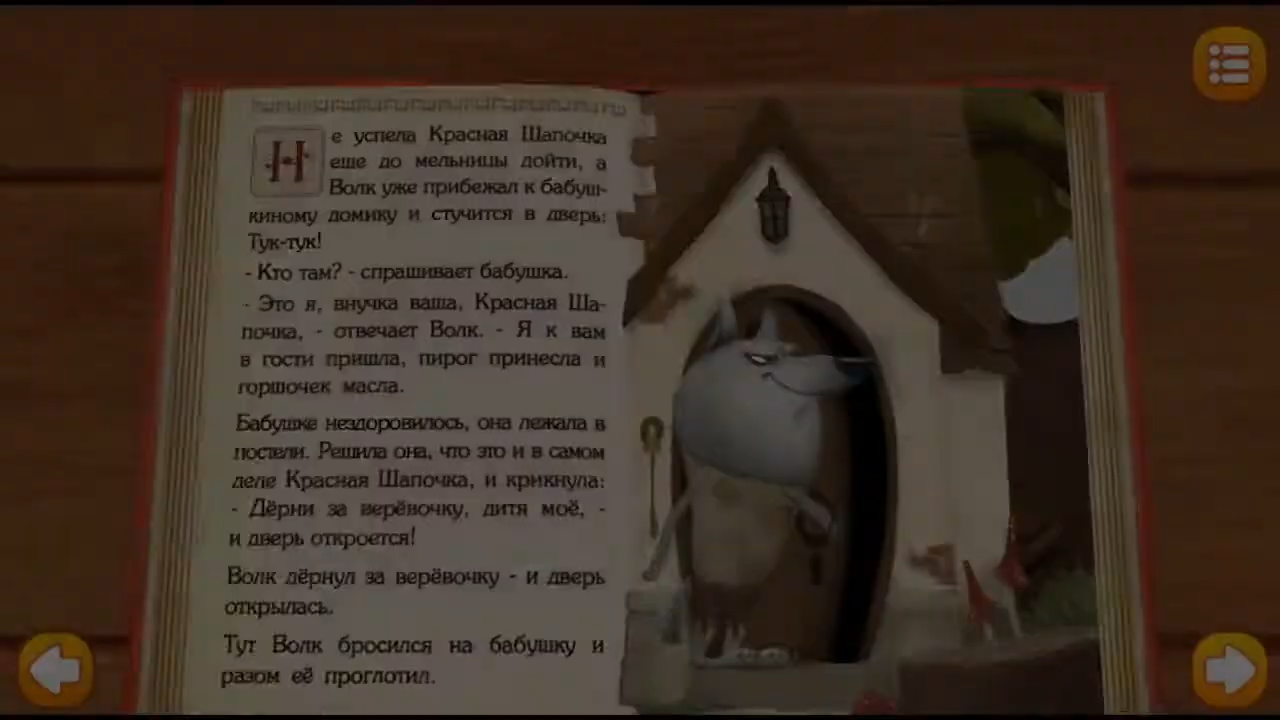 Не успела Красная Шапочка
еше до мельницы дойти, а
Волк уже прибежал к бабуш-
киному домику и стучится в дверь:
Тук-тук!
- Кто там? - спрашивает бабушка.
- Это я, внучка ваша, Красная Ша-
почка, - отвечает Волк. - Я к вам
в гости пришла, пирог принесла и
горшочек масла.
Бабушке нездоровилось, она лежала в
постели. Решила она, что это и в самом
деле Красная Шапочка, и крикнула:
- Дёрни за верёвочку, дитя моё, -
и дверь откроется!
Волк дёрнул за верёвочку - и дверь
открылась.
Тут Волк бросился на бабушку и
разом её проглотил.